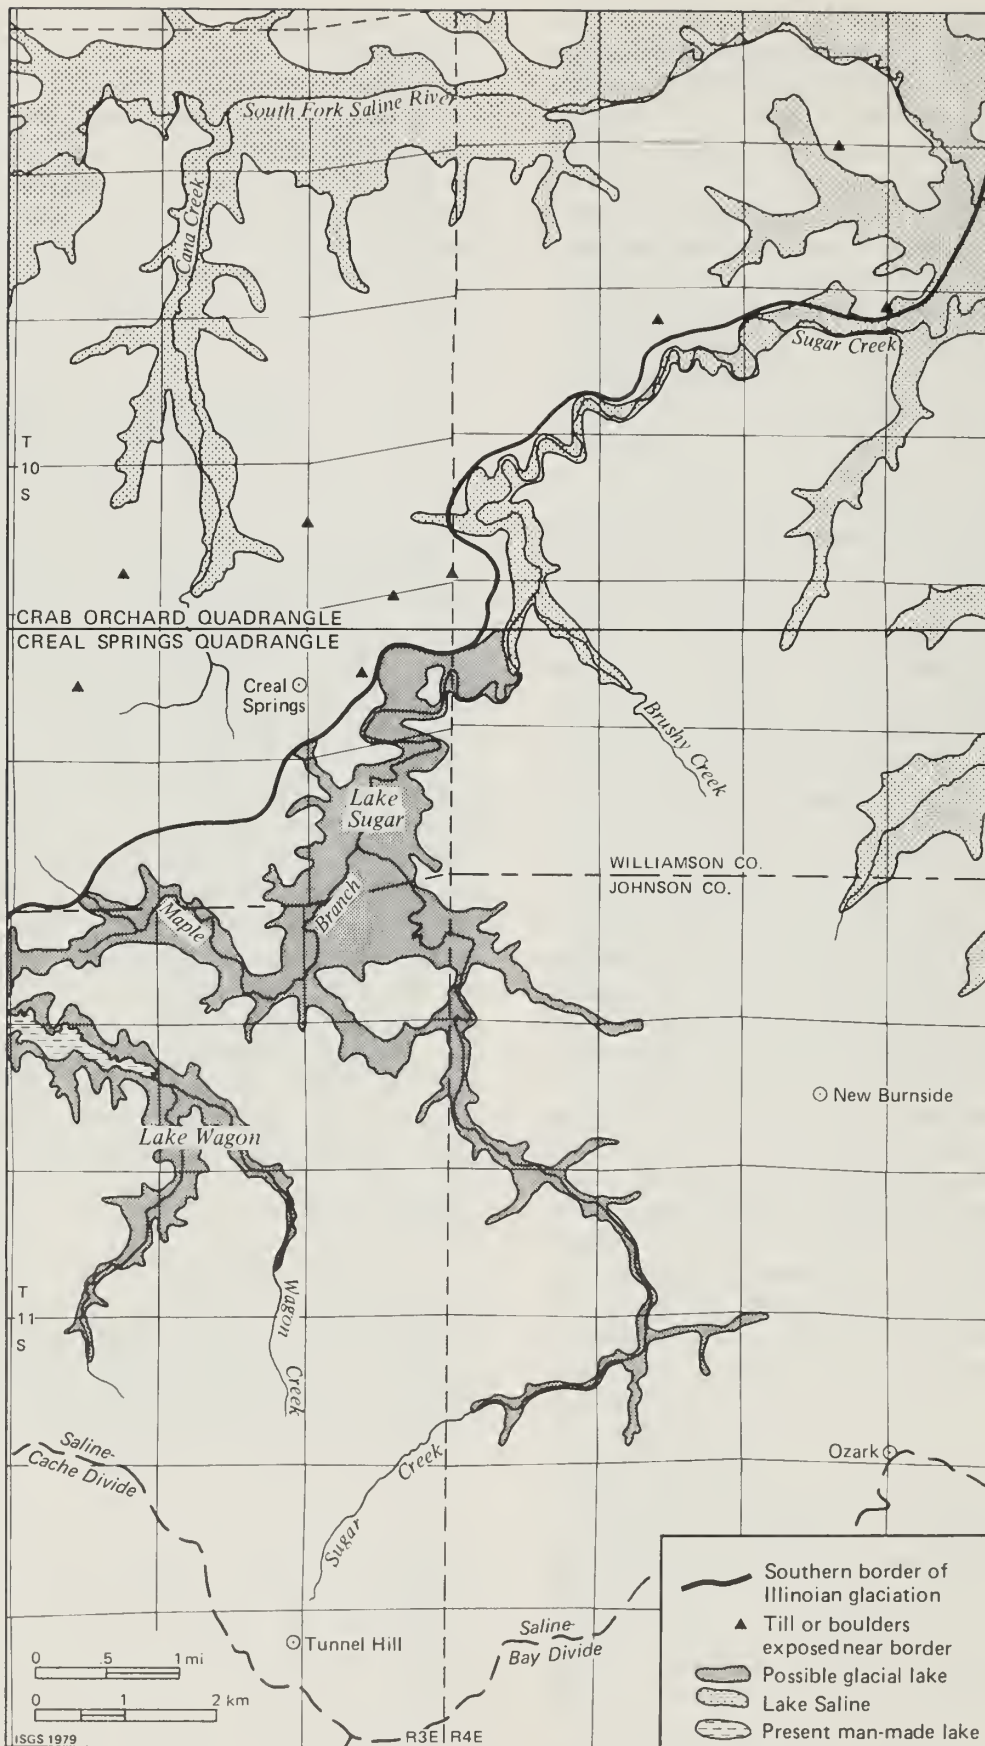 South Fork Saline River
Cana Creek
Sugar Creek
T
10
S
CRAB ORCHARD QUADRANGLE
CREAL SPRINGS QUADRANGLE
Creal
Springs
Brushy Creek
Lake
Sugar
WILLIAMSON CO.
JOHNSON CO.
Maple
Branch
New Burnside
Lake Wagon
T
11
S
Wagon
Creek
Saline-
Cache Divide
Sugar
Creek
Ozark
Tunnel Hill
Saline-
Bay Divide
Southern border of
Illinoian glaciation
Till or boulders
exposed near border
Possible glacial lake
Lake Saline
Present man-made lake
0 .5 1 mi
0 1 2 km
ISGS 1979
R3E R4E